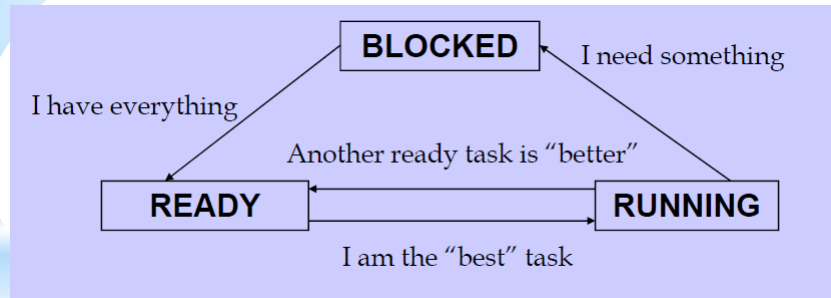 BLOCKED
I need something
I have everything
Another ready task is “better”
READY
RUNNING
I am the “best” task